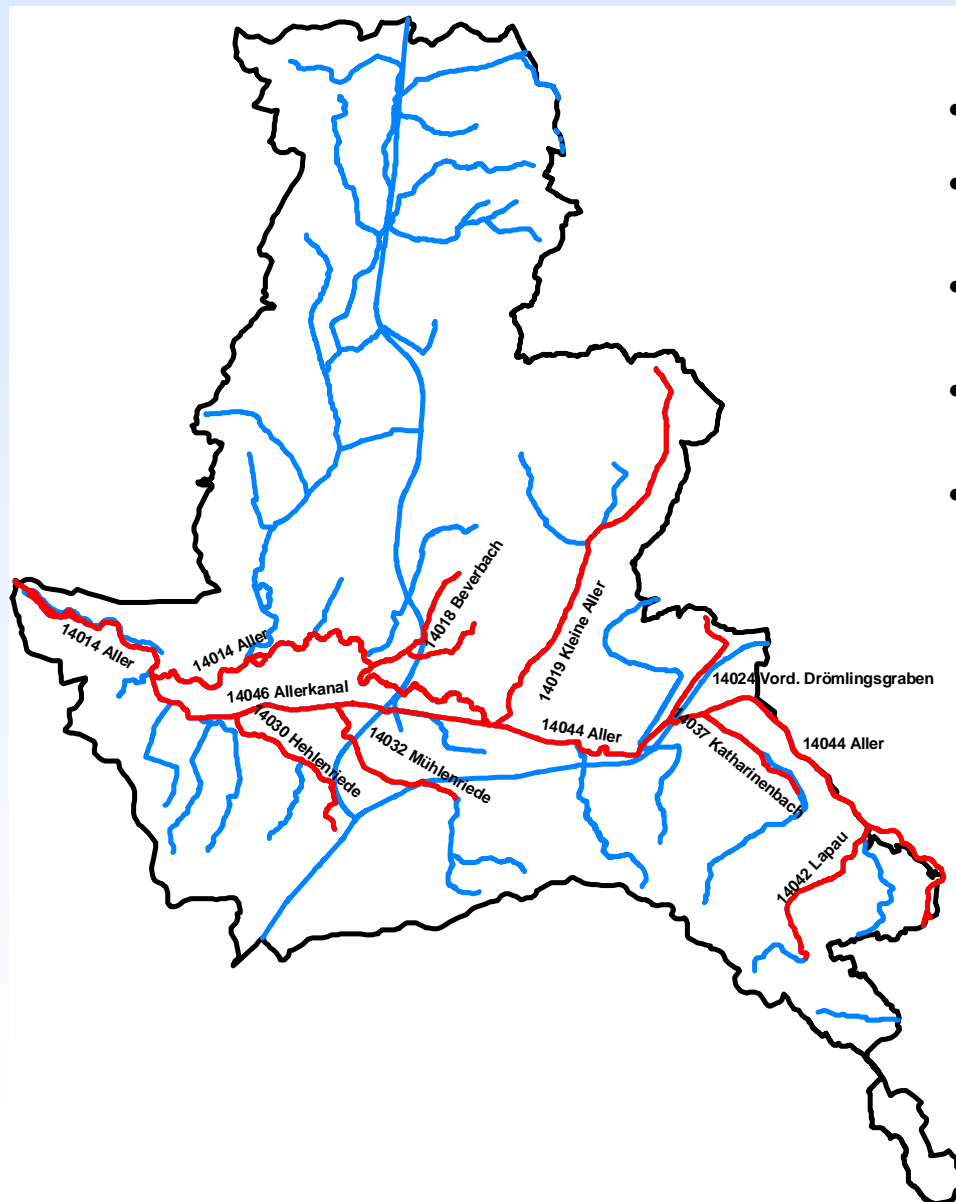 14018 Beverbach
14019 Kleine Aller
14014 Aller
14014 Aller
14024 Vord. Drömlingsgraben
14046 Allerkanal
14030 Hehlenriede
14032 Mühlenriede
14044 Aller
14037 Katharinenbach
14044 Aller
14042 Lapau